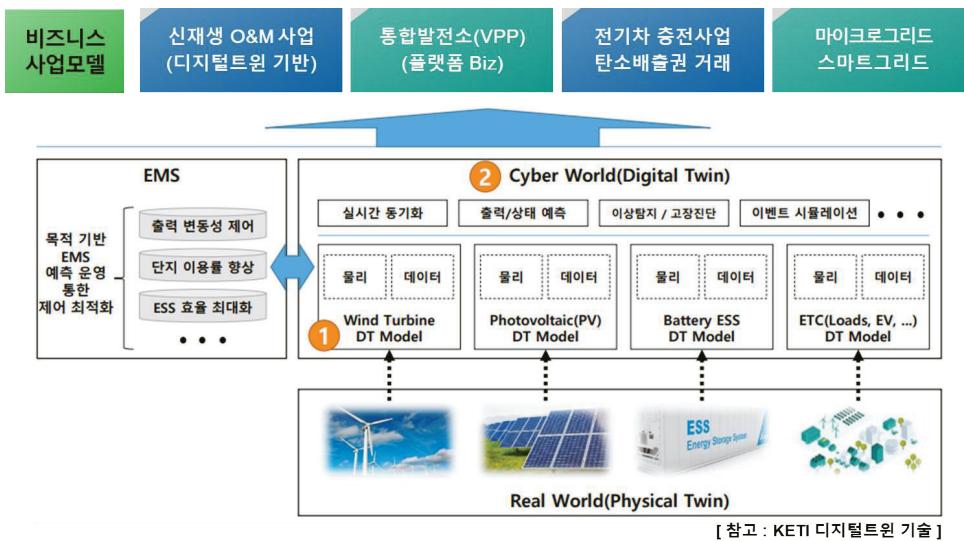 비즈니스
사업모델
신재생 O&M 사업
(디지털트윈 기반)
통합발전소(VPP)
(플랫폼 Biz)
전기차 충전사업
탄소배출권 거래
마이크로그리드
스마트그리드
EMS
목적 기반
EMS
예측 운영
통한
제어 최적화
출력 변동성 제어
단지 이용률 향상
ESS 효율 최대화
• • •
2 Cyber World(Digital Twin)
실시간 동기화
출력/상태 예측
이상탐지 / 고장진단
이벤트 시뮬레이션
• • •
물리
데이터
1 Wind Turbine
DT Model
물리
데이터
Photovoltaic(PV)
DT Model
물리
데이터
Battery ESS
DT Model
물리
데이터
ETC(Loads, EV, ...)
DT Model
ESS
Energy Storage System
Real World(Physical Twin)
[ 참고 : KETI 디지털트윈 기술 ]